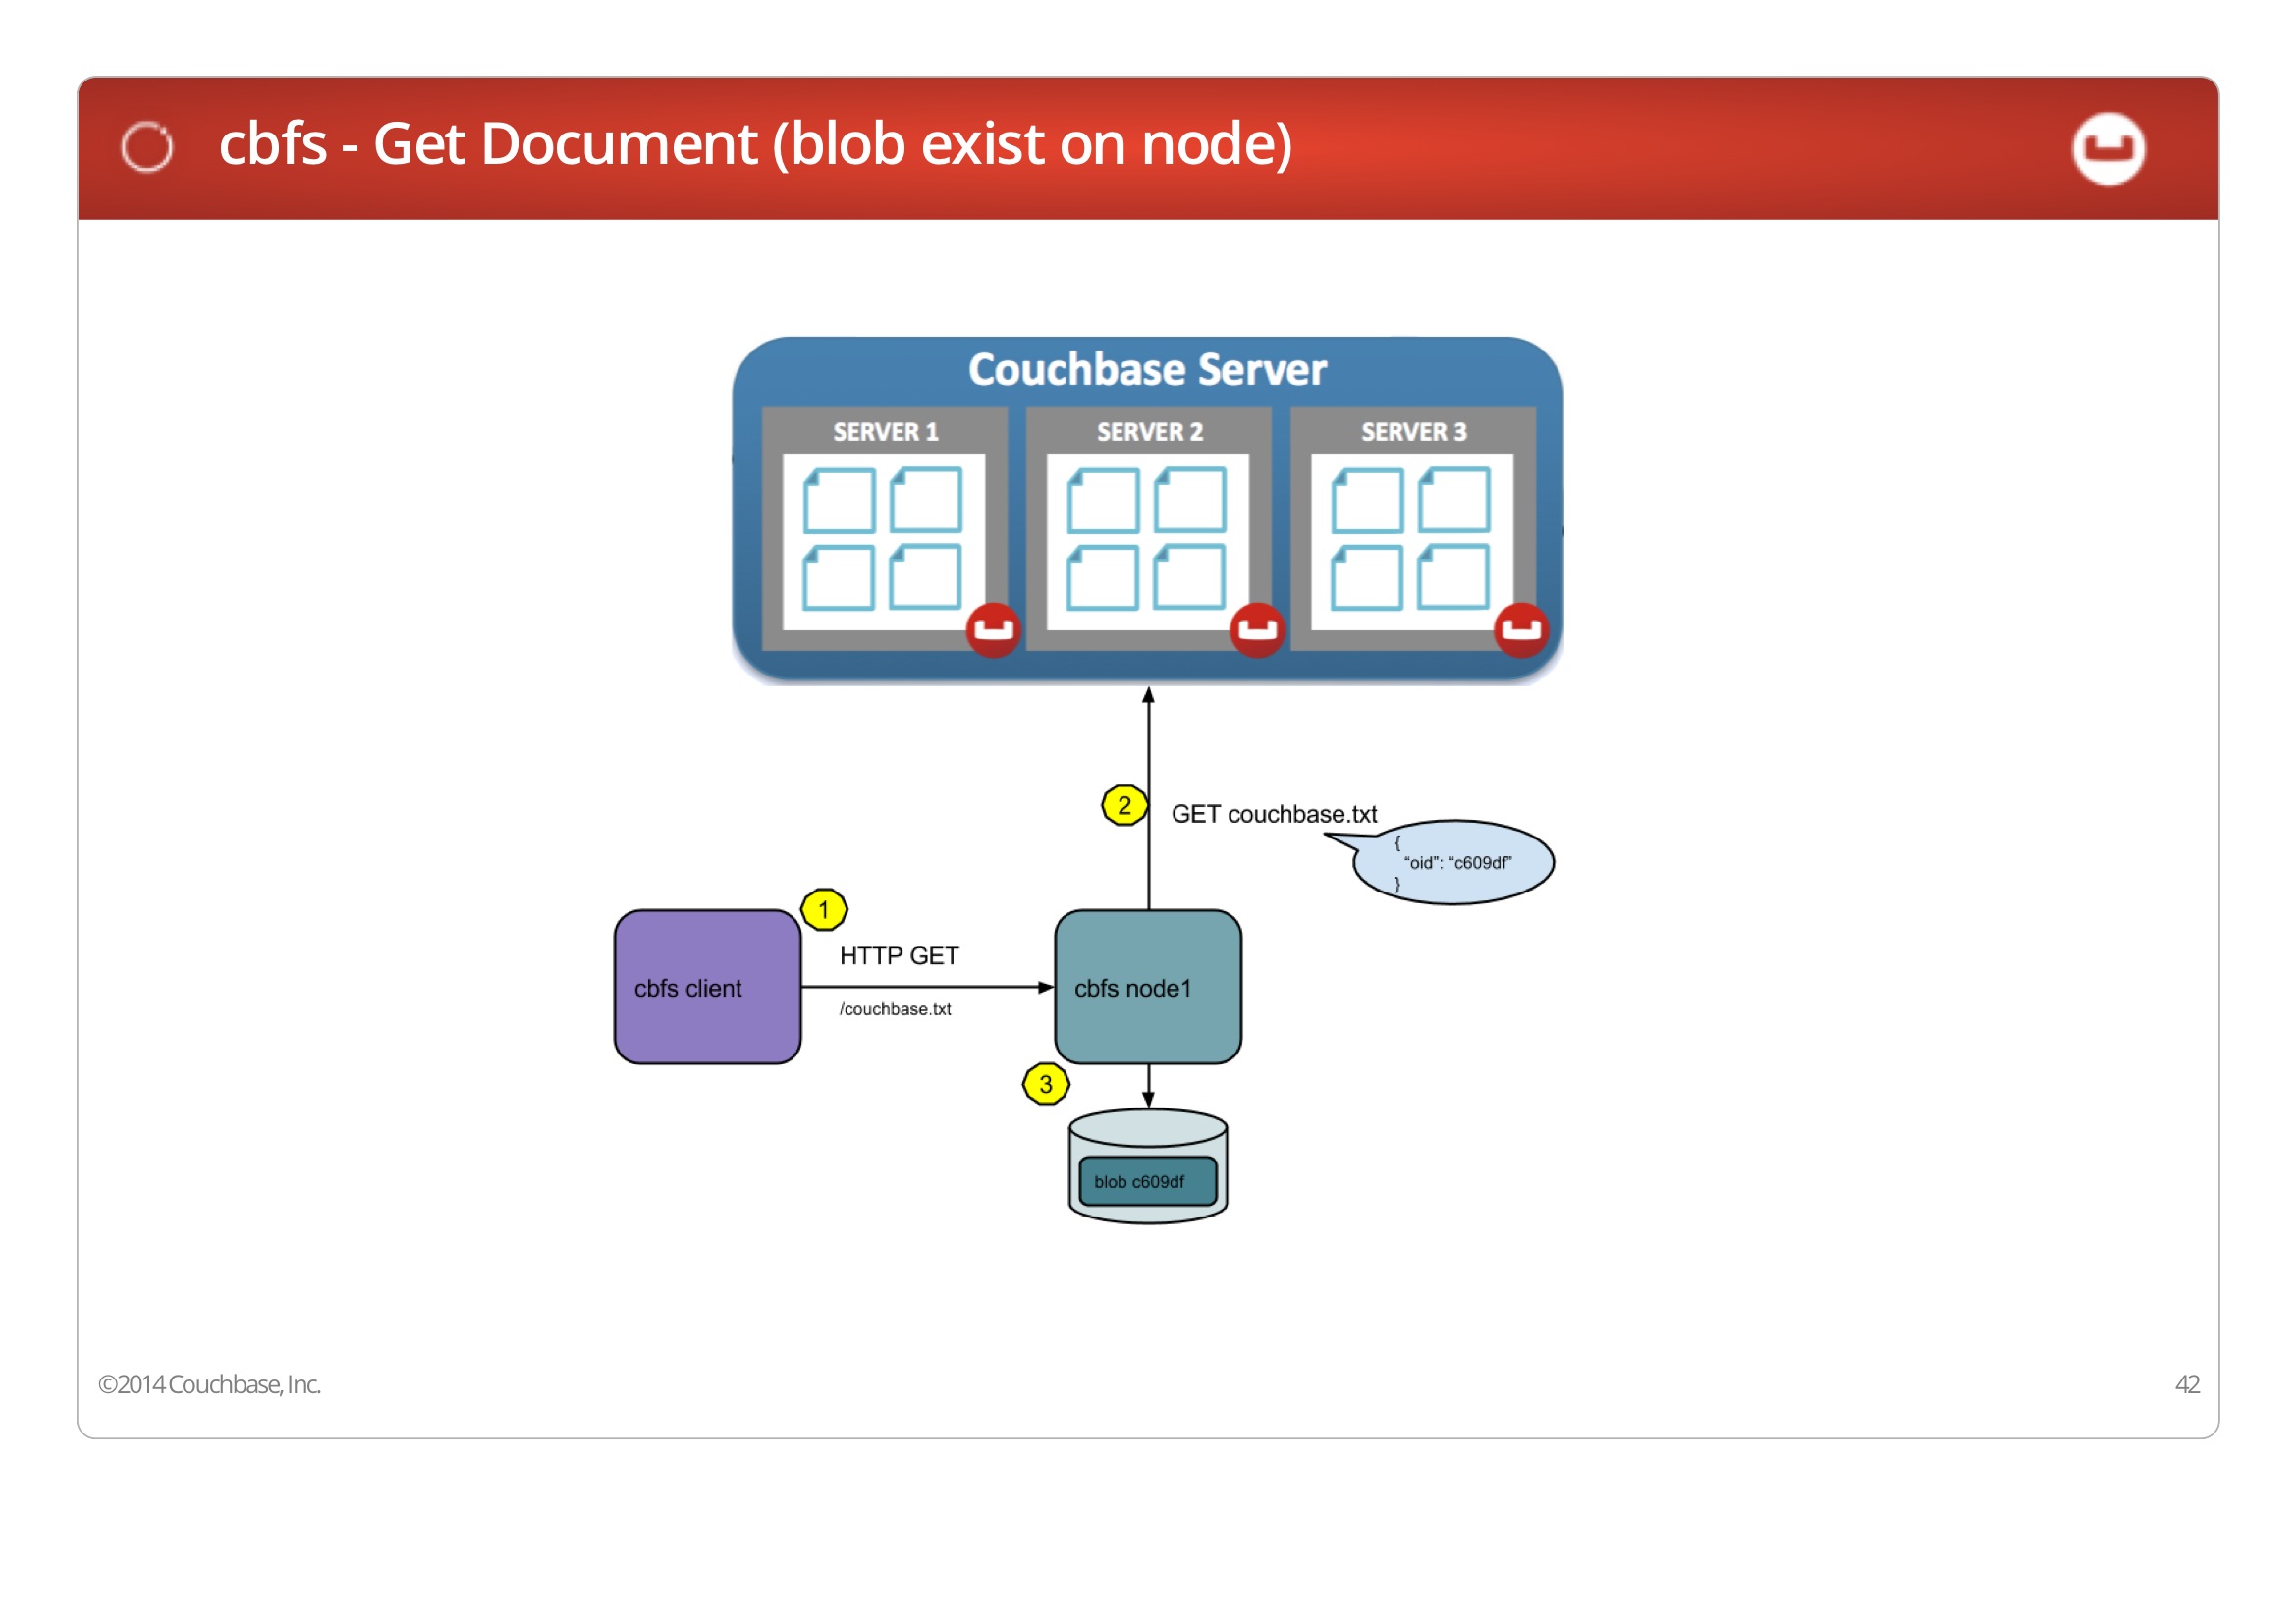 cbfs - Get Document (blob exist on node)
Couchbase Server
SERVER 1
SERVER 2
SERVER 3
2
GET couchbase.txt
{
“oid”: “c609df”
}
1
HTTP GET
cbfs client
cbfs node1
/couchbase.txt
3
blob c609df
©2014 Couchbase, Inc.
42